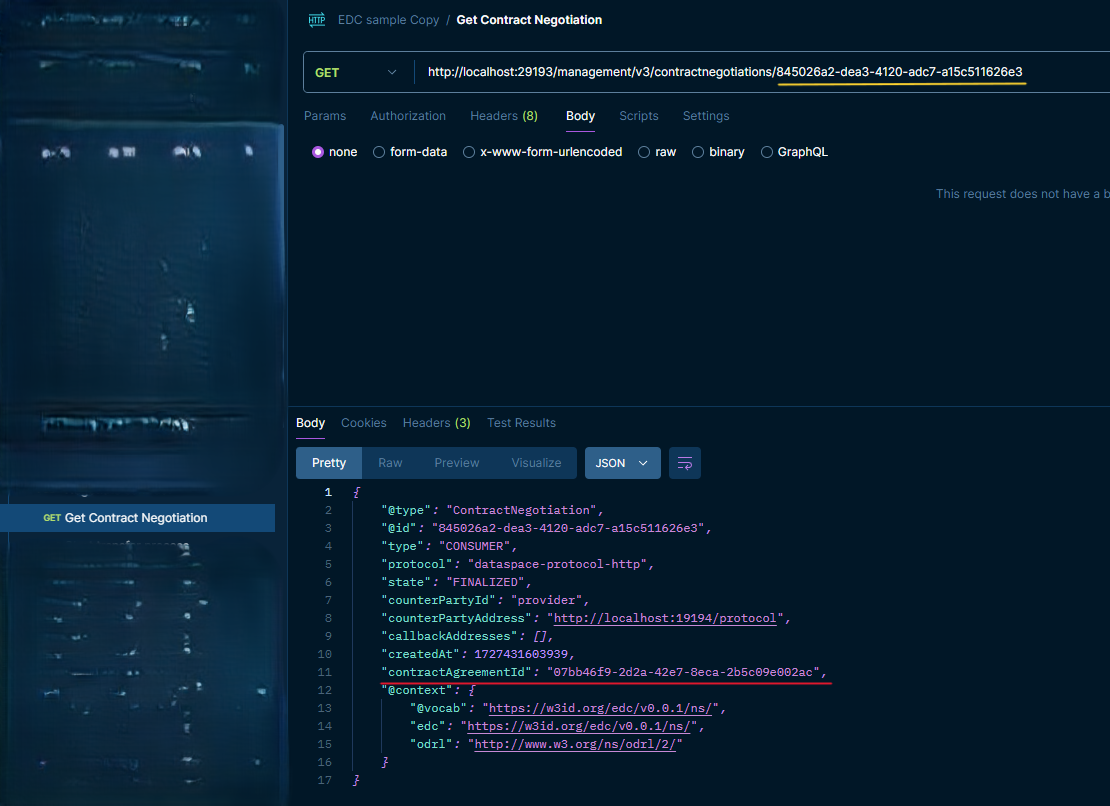 HTTP EDC sample Copy / Get Contract Negotiation
GET http://localhost:29193/management/v3/contractnegotiations/845026a2-dea3-4120-adc7-a15c511626e3
Params Authorization Headers (8) Body Scripts Settings
none form-data x-www-form-urlencoded raw binary GraphQL
This request does not have a b
Body Cookies Headers (3) Test Results
Pretty Raw Preview Visualize JSON
GET Get Contract Negotiation
1 {
2 "@type": "ContractNegotiation",
3 "@id": "845026a2-dea3-4120-adc7-a15c511626e3",
4 "type": "CONSUMER",
5 "protocol": "dataspace-protocol-http",
6 "state": "FINALIZED",
7 "counterPartyId": "provider",
8 "counterPartyAddress": "http://localhost:19194/protocol",
9 "callbackAddresses": [],
10 "createdAt": 1727431603939,
11 "contractAgreementId": "07bb46f9-2d2a-42e7-8eca-2b5c09e002ac",
12 "@context": {
13 "@vocab": "https://w3id.org/edc/v0.0.1/ns/",
14 "edc": "https://w3id.org/edc/v0.0.1/ns/",
15 "odrl": "http://www.w3.org/ns/odrl/2/"
16 }
17 }